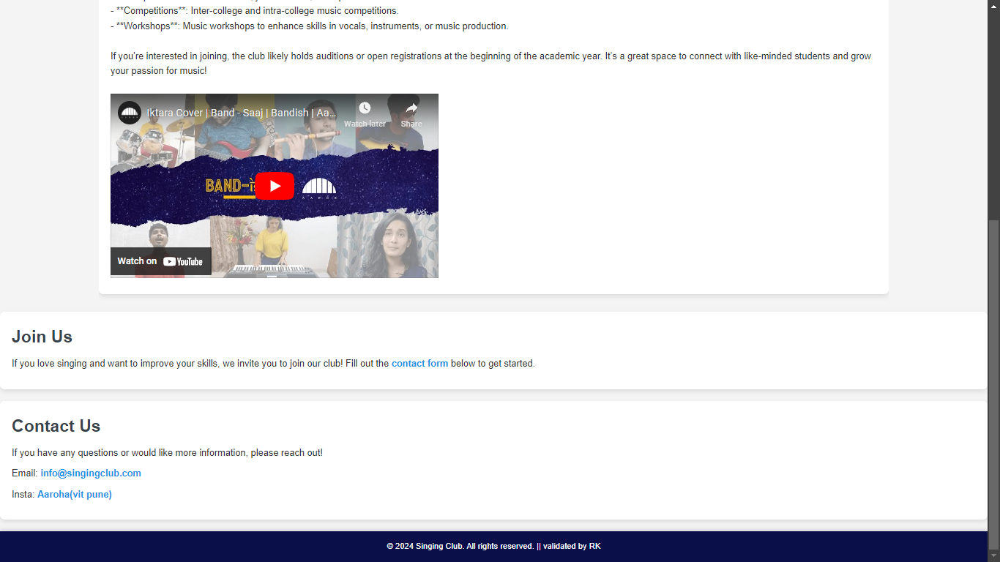 - **Competitions**: Inter-college and intra-college music competitions.
- **Workshops**: Music workshops to enhance skills in vocals, instruments, or music production.
If you're interested in joining, the club likely holds auditions or open registrations at the beginning of the academic year. It's a great space to connect with like-minded students and grow
your passion for music!
Iktara Cover | Band - Saaj | Bandish | Aa...
Watch later
Share
BAND-
AAROH
Watch on YouTube
Join Us
If you love singing and want to improve your skills, we invite you to join our club! Fill out the contact form below to get started.
Contact Us
If you have any questions or would like more information, please reach out!
Email: info@singingclub.com
Insta: Aaroha(vit pune)
© 2024 Singing Club. All rights reserved. || validated by RK